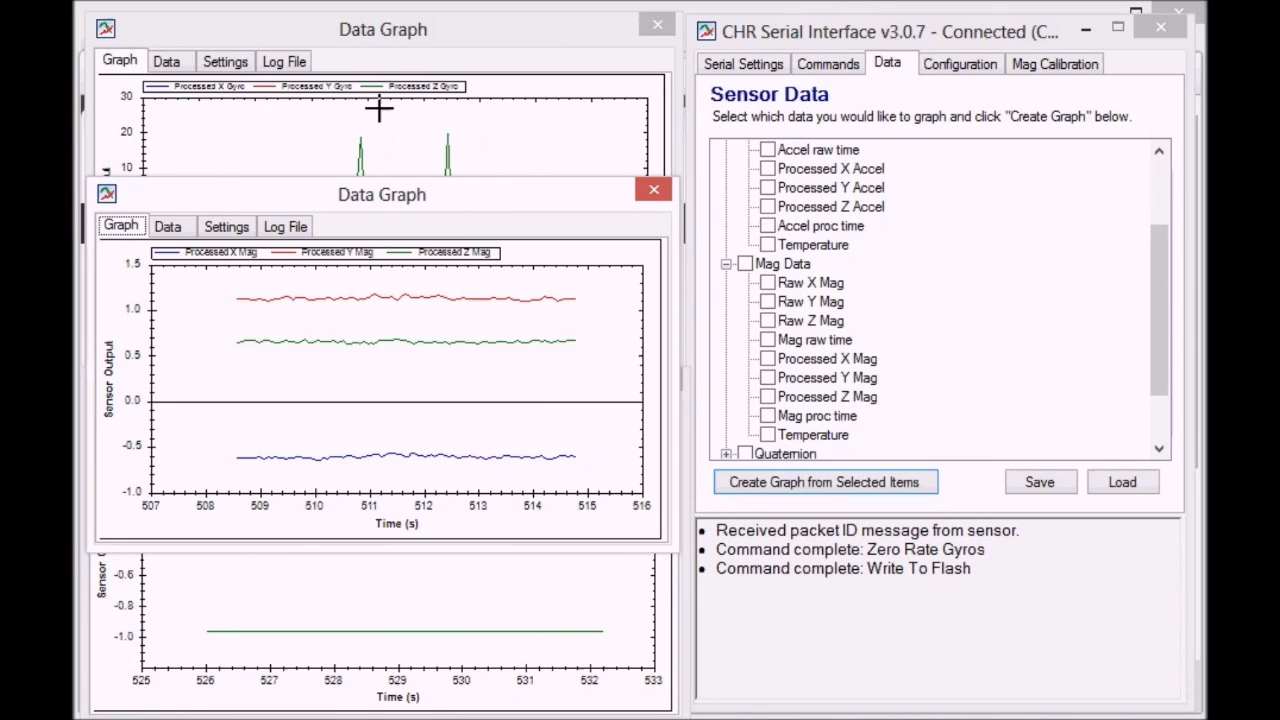 Data Graph
Graph Data Settings Log File
Processed X Gyro Processed Y Gyro Processed Z Gyro
30
20
10
Data Graph
Graph Data Settings Log File
Processed X Mag Processed Y Mag Processed Z Mag
1.5
1.0
0.5
0.0
-0.5
-1.0
Sensor Output
507 508 509 510 511 512 513 514 515 516
Time (s)
-0.6
-0.8
-1.0
525 526 527 528 529 530 531 532 533
Time (s)
CHR Serial Interface v3.0.7 - Connected (C...
Serial Settings Commands Data Configuration Mag Calibration
Sensor Data
Select which data you would like to graph and click "Create Graph" below.
Accel raw time
Processed X Accel
Processed Y Accel
Processed Z Accel
Accel proc time
Temperature
Mag Data
Raw X Mag
Raw Y Mag
Raw Z Mag
Mag raw time
Processed X Mag
Processed Y Mag
Processed Z Mag
Mag proc time
Temperature
Quaternion
Create Graph from Selected Items Save Load
• Received packet ID message from sensor.
• Command complete: Zero Rate Gyros
• Command complete: Write To Flash